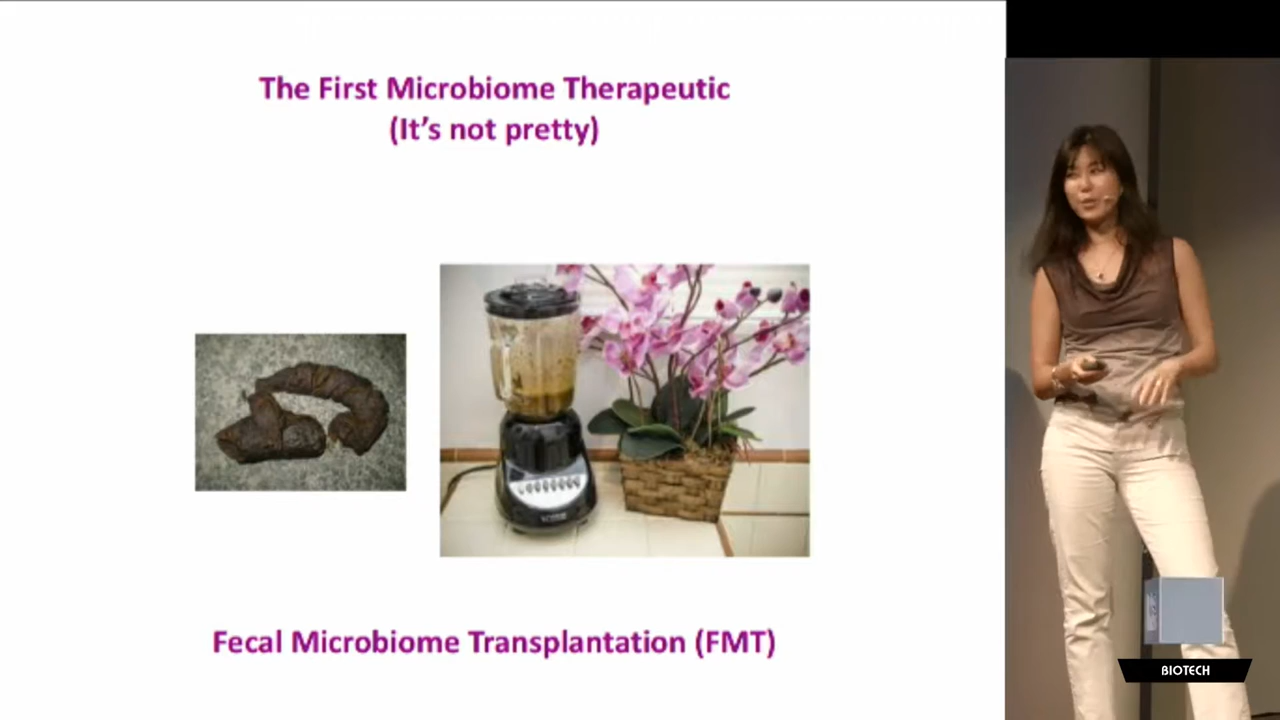 The First Microbiome Therapeutic
(It's not pretty)
Fecal Microbiome Transplantation (FMT)
BIOTECH